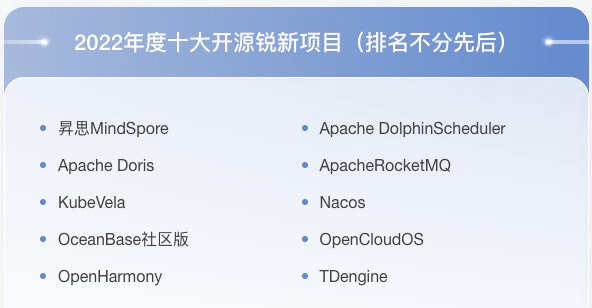 2022年度十大开源锐新项目（排名不分先后）
昇思MindSpore
Apache Doris
KubeVela
OceanBase社区版
OpenHarmony
Apache DolphinScheduler
ApacheRocketMQ
Nacos
OpenCloudOS
TDengine